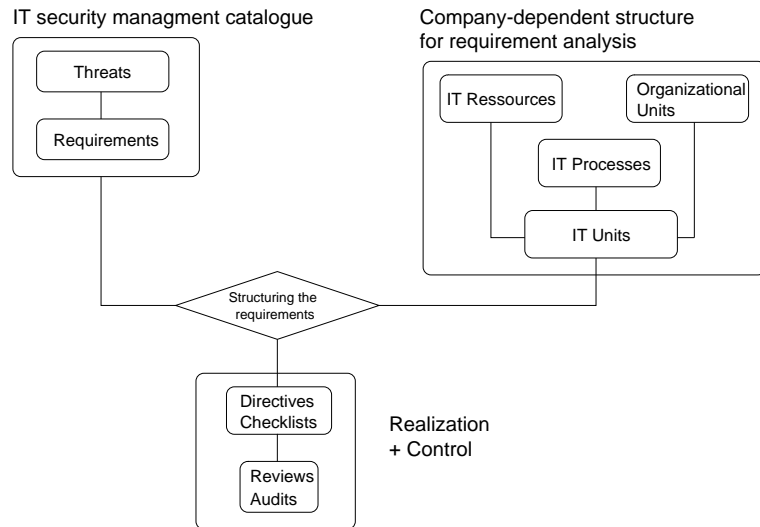 IT security managment catalogue
Threats
Requirements
Company-dependent structure
for requirement analysis
IT Ressources
Organizational
Units
IT Processes
IT Units
Structuring the
requirements
Directives
Checklists
Reviews
Audits
Realization
+ Control